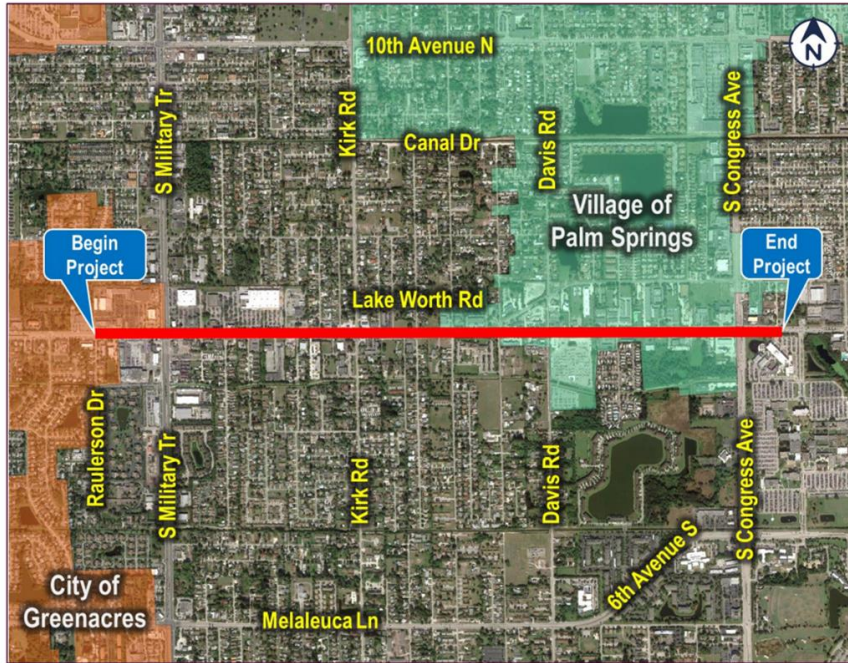 10th Avenue N
N
S Military Tr
Kirk Rd
Canal Dr
Davis Rd
S Congress Ave
Village of
Palm Springs
Begin
Project
End
Project
Lake Worth Rd
Raulerson Dr
S Military Tr
Kirk Rd
Davis Rd
S Congress Ave
6th Avenue S
City of
Greenacres
Melaleuca Ln